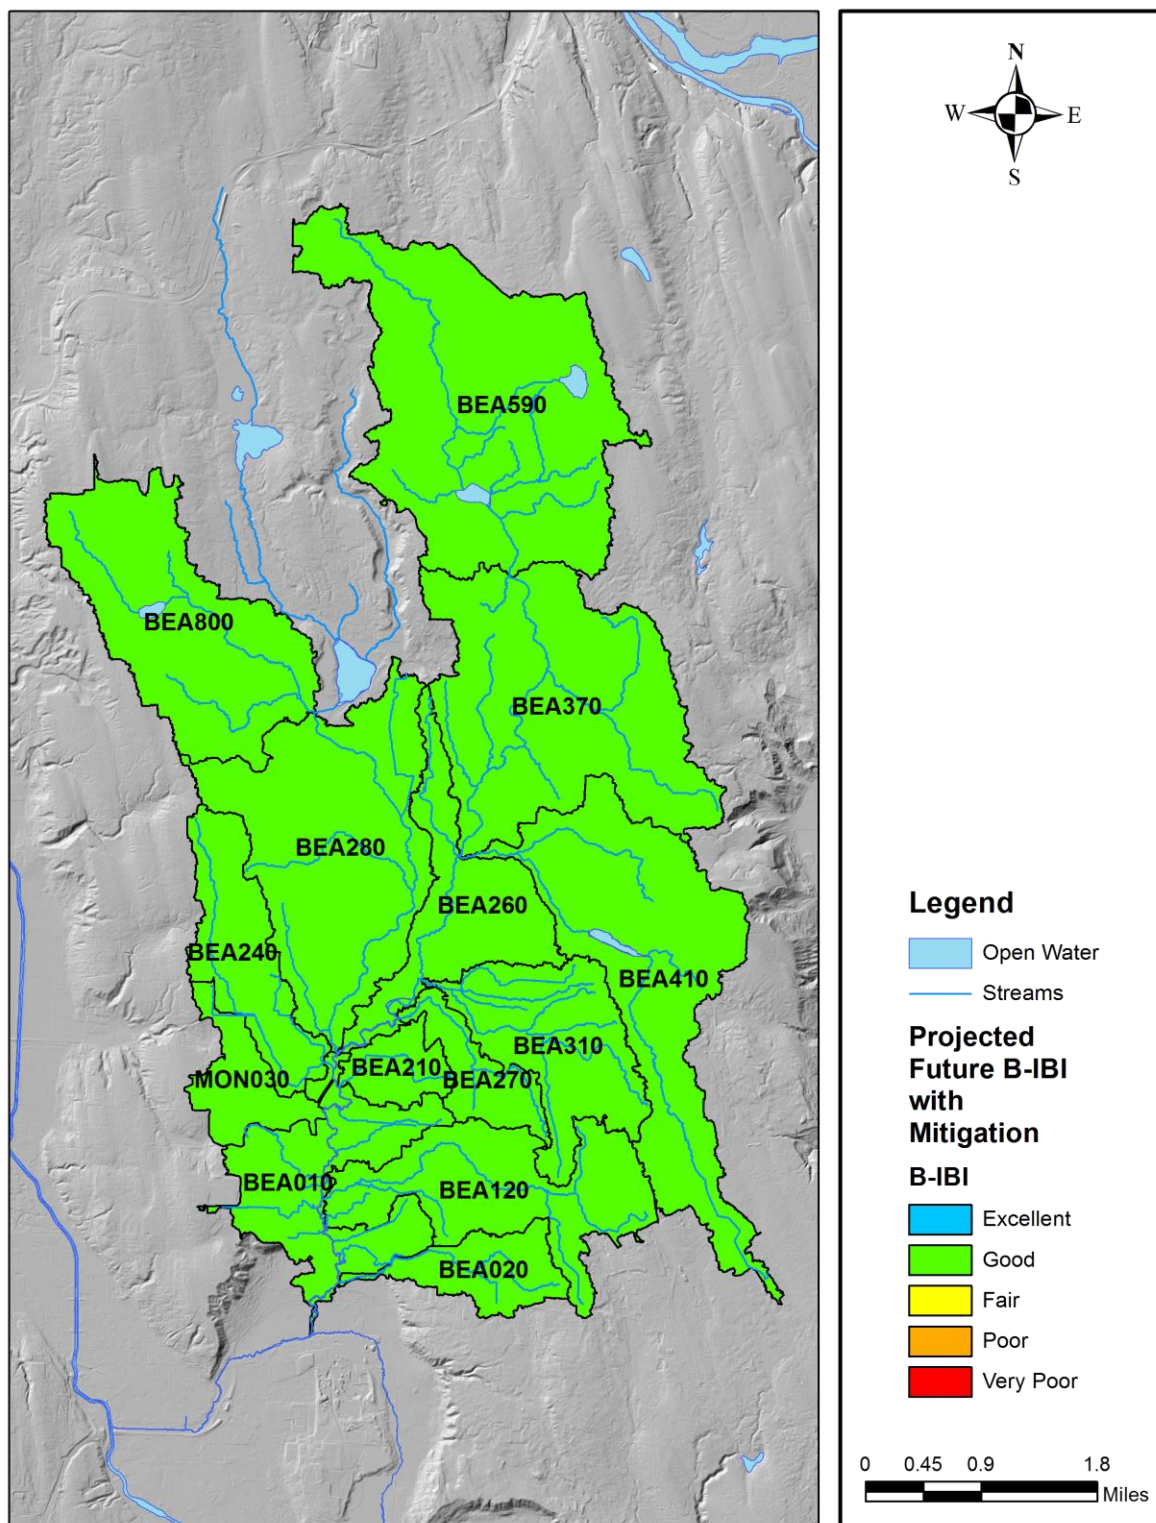 N
W E
S
BEA590
BEA800
BEA370
BEA280
BEA260
BEA240
BEA410
BEA310
BEA210
BEA270
MON030
BEA010
BEA120
BEA020
Legend
Open Water
Streams
Projected
Future B-IBI
with
Mitigation
B-IBI
Excellent
Good
Fair
Poor
Very Poor
0 0.45 0.9 1.8
Miles